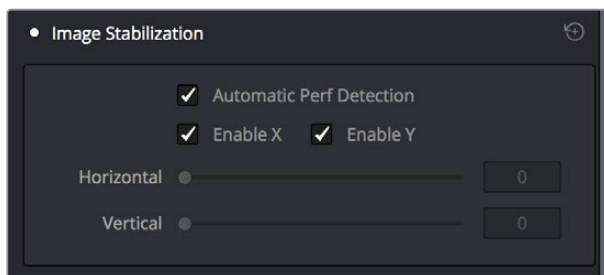 Image Stabilization
Automatic Perf Detection
Enable X Enable Y
Horizontal 0
Vertical 0